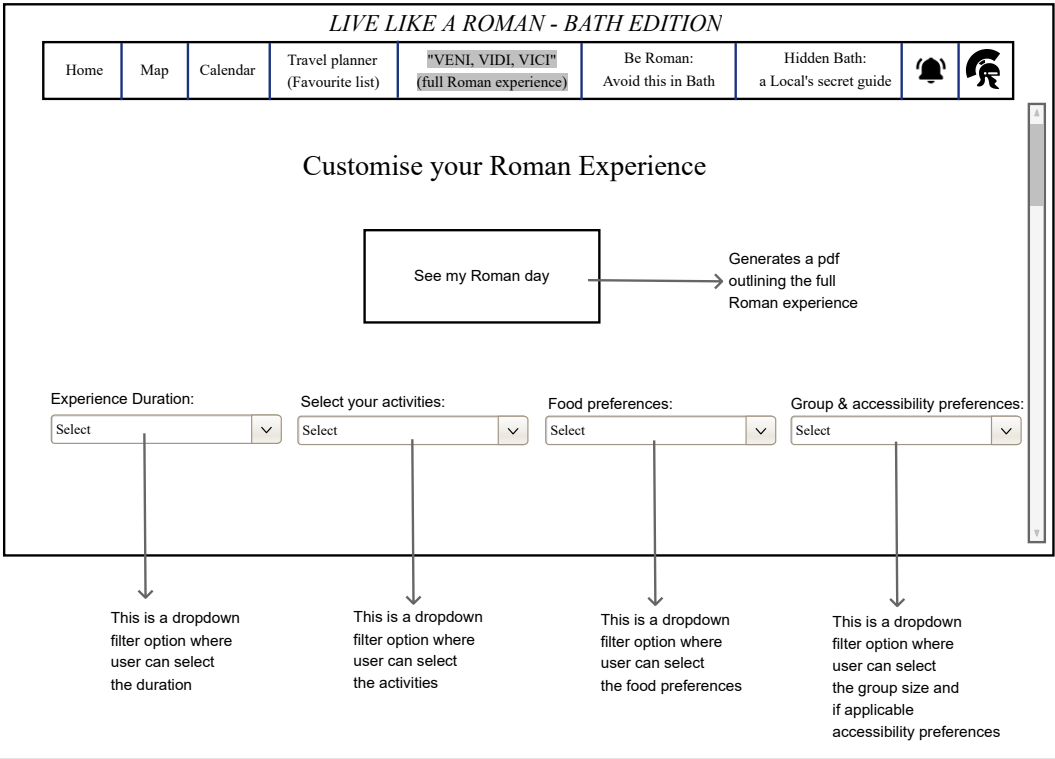 LIVE LIKE A ROMAN - BATH EDITION
Home
Map
Calendar
Travel planner
(Favourite list)
"VENI, VIDI, VICI"
(full Roman experience)
Be Roman:
Avoid this in Bath
Hidden Bath:
a Local's secret guide
Customise your Roman Experience
See my Roman day
Generates a pdf
outlining the full
Roman experience
Experience Duration:
Select
Select your activities:
Select
Food preferences:
Select
Group & accessibility preferences:
Select
This is a dropdown
filter option where
user can select
the duration
This is a dropdown
filter option where
user can select
the activities
This is a dropdown
filter option where
user can select
the food preferences
This is a dropdown
filter option where
user can select
the group size and
if applicable
accessibility preferences